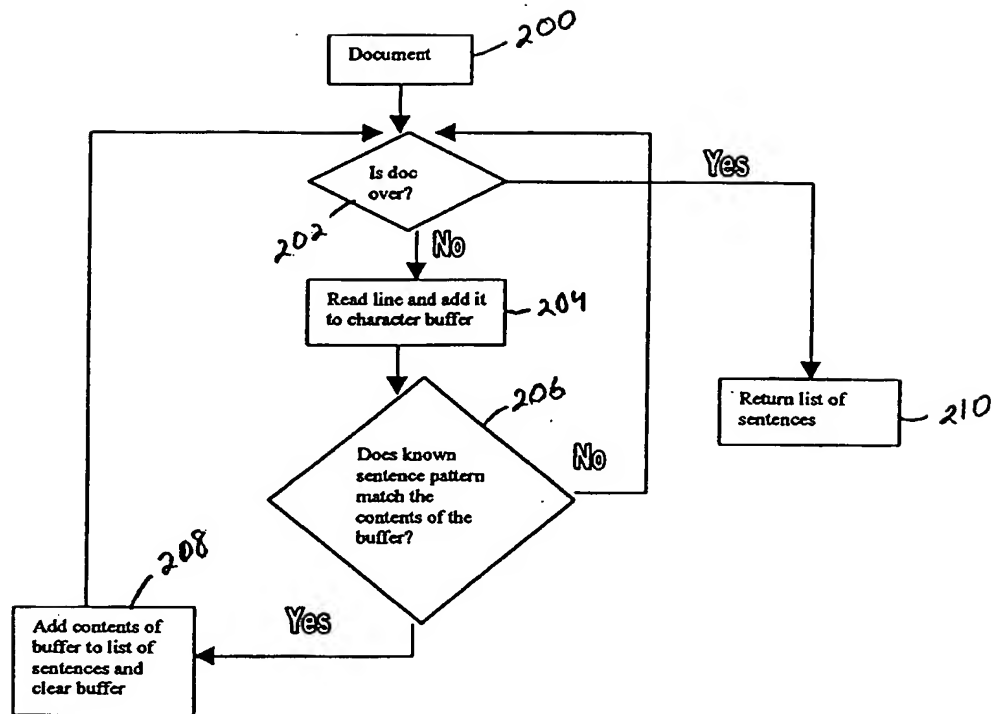 Document
200
Is doc
over?
202
Yes
No
Read line and add it
to character buffer
204
206
Does known
sentence pattern
match the
contents of the
buffer?
No
Return list of
sentences
210
208
Yes
Add contents of
buffer to list of
sentences and
clear buffer